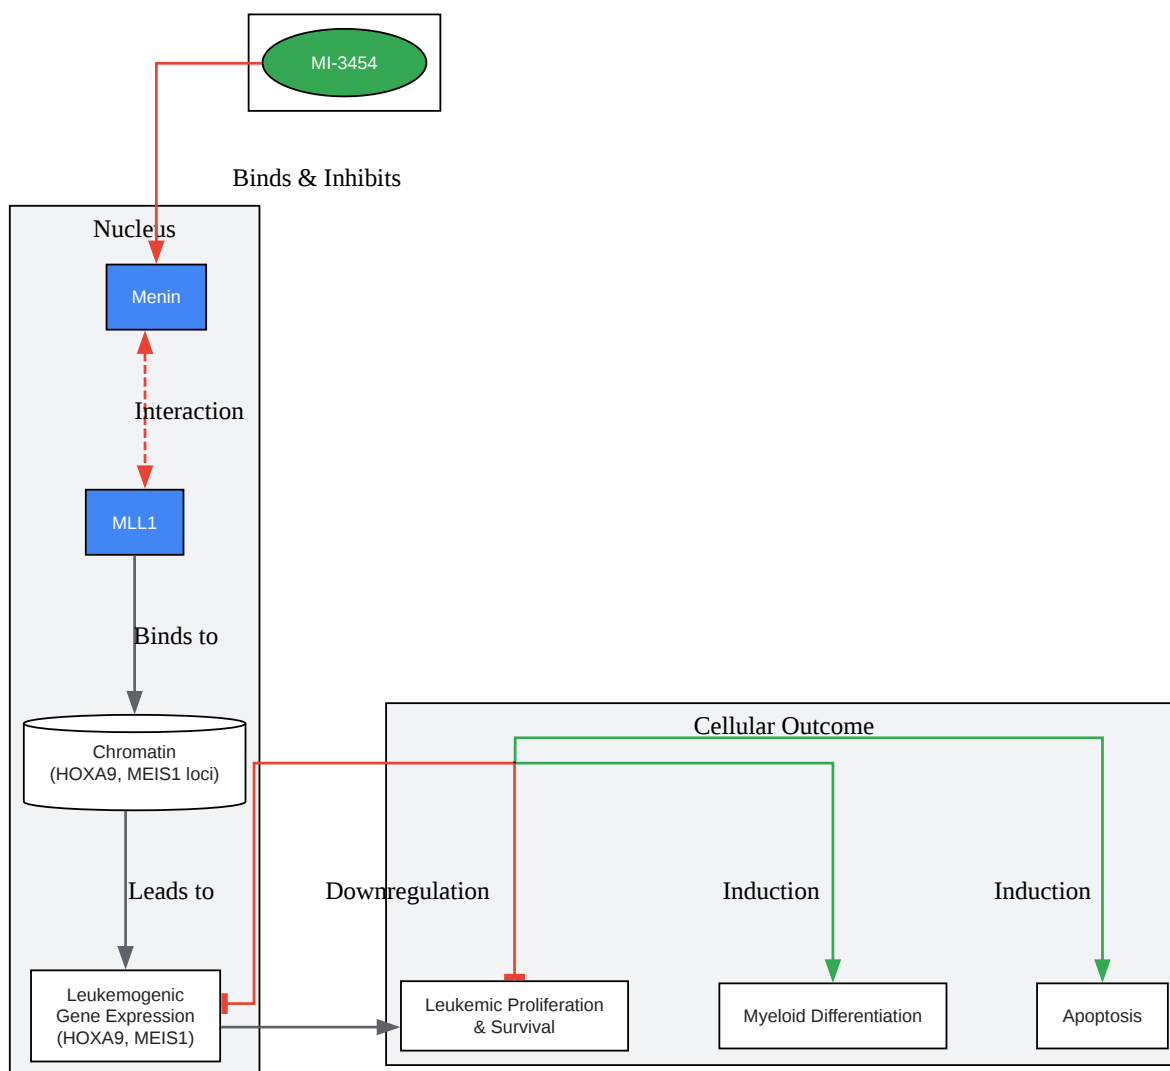 MI-3454
Binds & Inhibits
Nucleus
Menin
Interaction
MLL1
Binds to
Chromatin
(HOXA9, MEIS1 loci)
Leads to
Leukemogenic
Gene Expression
(HOXA9, MEIS1)
Cellular Outcome
Downregulation
Induction
Induction
Leukemic Proliferation
& Survival
Myeloid Differentiation
Apoptosis